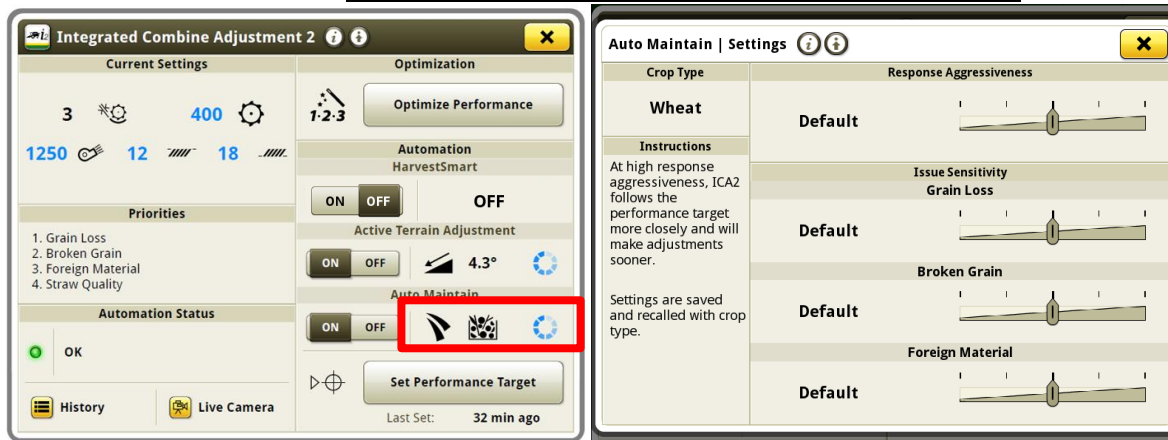 Integrated Combine Adjustment 2
Current Settings
3
400
1250
12
18
Priorities
1. Grain Loss
2. Broken Grain
3. Foreign Material
4. Straw Quality
Automation Status
OK
History
Live Camera
Optimization
1·2·3
Optimize Performance
Automation
HarvestSmart
ON OFF
OFF
Active Terrain Adjustment
ON OFF
4.3°
Auto Maintain
ON OFF
Set Performance Target
Last Set: 32 min ago
Auto Maintain | Settings
Crop Type
Wheat
Instructions
At high response
aggressiveness, ICA2
follows the
performance target
more closely and will
make adjustments
sooner.
Settings are saved
and recalled with crop
type.
Response Aggressiveness
Default
Issue Sensitivity
Grain Loss
Default
Broken Grain
Default
Foreign Material
Default